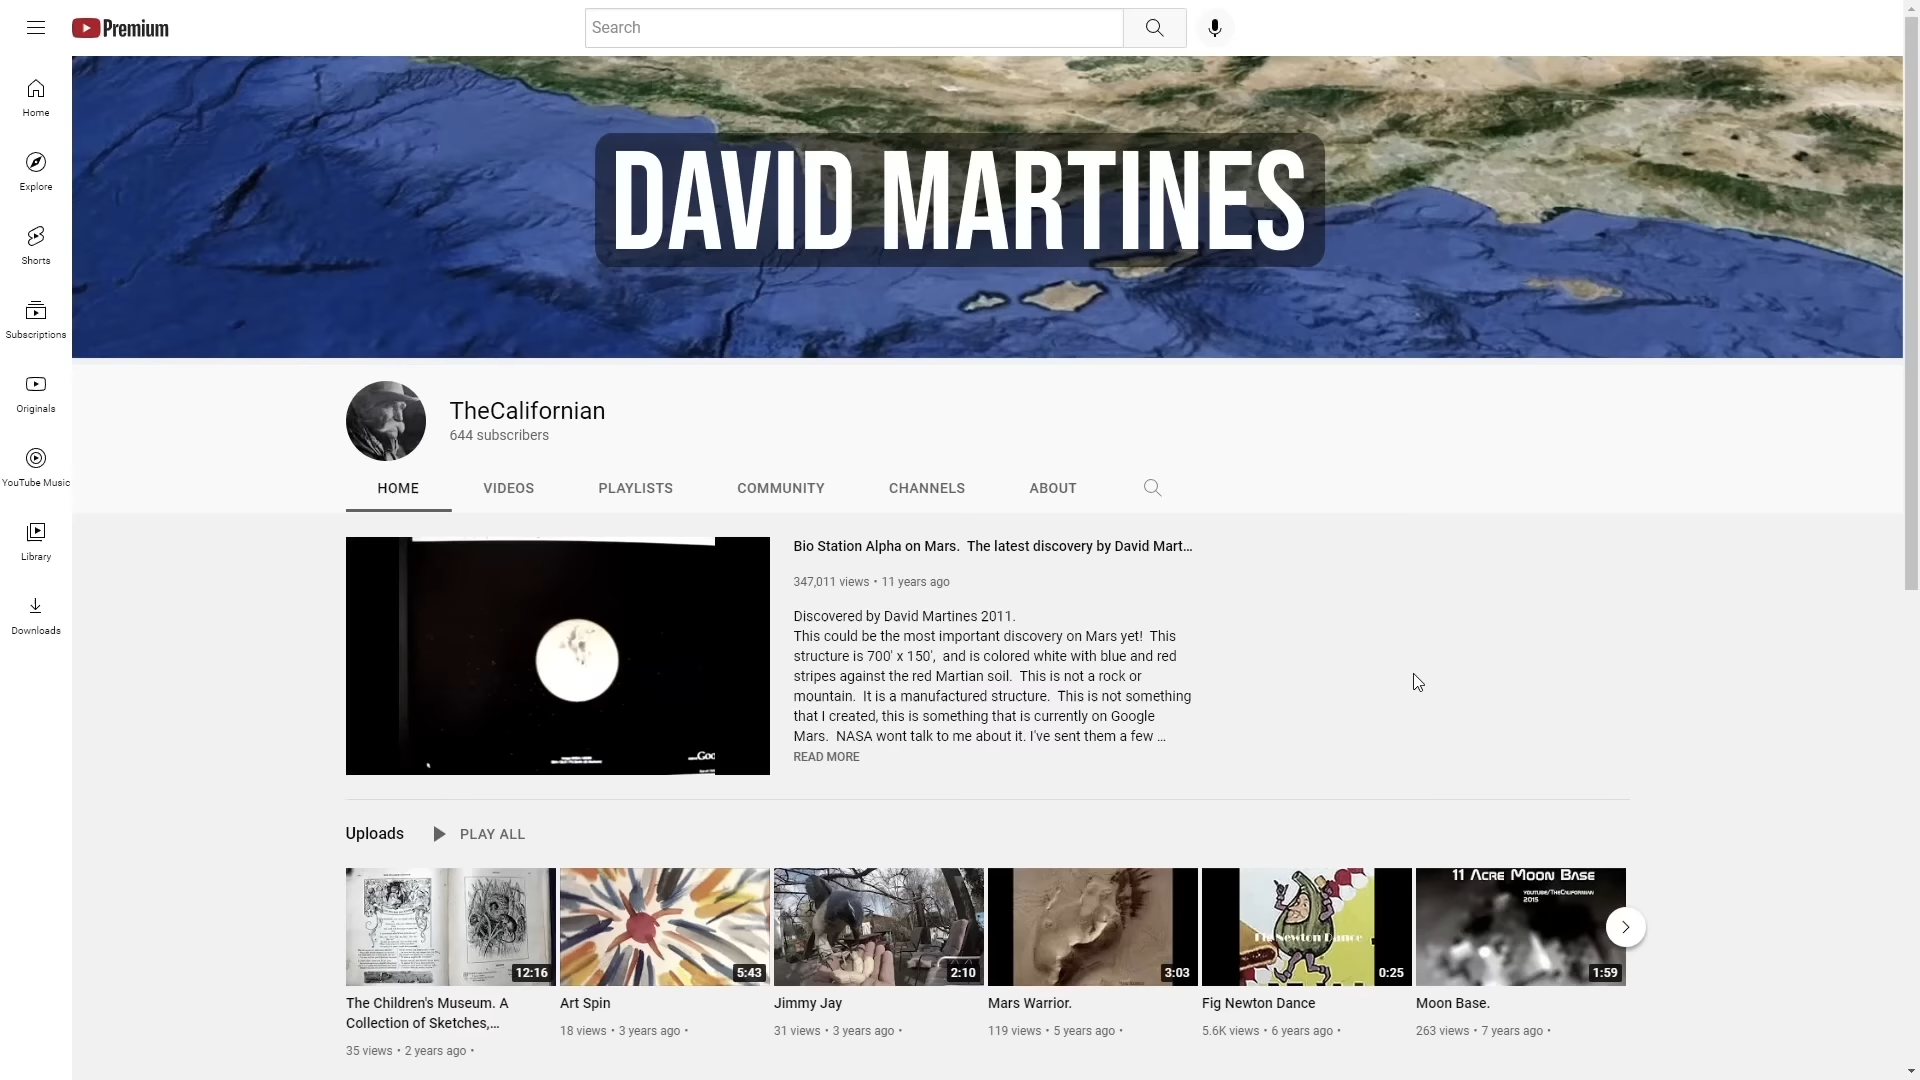 Premium
Search
Home
Explore
Shorts
Subscriptions
Originals
YouTube Music
Library
Downloads
DAVID MARTINES
TheCalifornian
644 subscribers
HOME
VIDEOS
PLAYLISTS
COMMUNITY
CHANNELS
ABOUT
Bio Station Alpha on Mars.  The latest discovery by David Mart...
347,011 views • 11 years ago
Discovered by David Martines 2011.
This could be the most important discovery on Mars yet!  This
structure is 700' x 150',  and is colored white with blue and red
stripes against the red Martian soil.  This is not a rock or
mountain.  It is a manufactured structure.  This is not something
that I created, this is something that is currently on Google
Mars.  NASA wont talk to me about it. I've sent them a few ...
READ MORE
Uploads
PLAY ALL
12:16
5:43
2:10
3:03
Fig Newton Dance
0:25
11 Acre Moon Base
YOUTUBE/THECALIFORNIAN
2015
1:59
The Children's Museum. A
Collection of Sketches,...
35 views • 2 years ago •
Art Spin
18 views • 3 years ago •
Jimmy Jay
31 views • 3 years ago •
Mars Warrior.
119 views • 5 years ago •
Fig Newton Dance
5.6K views • 6 years ago •
Moon Base.
263 views • 7 years ago •